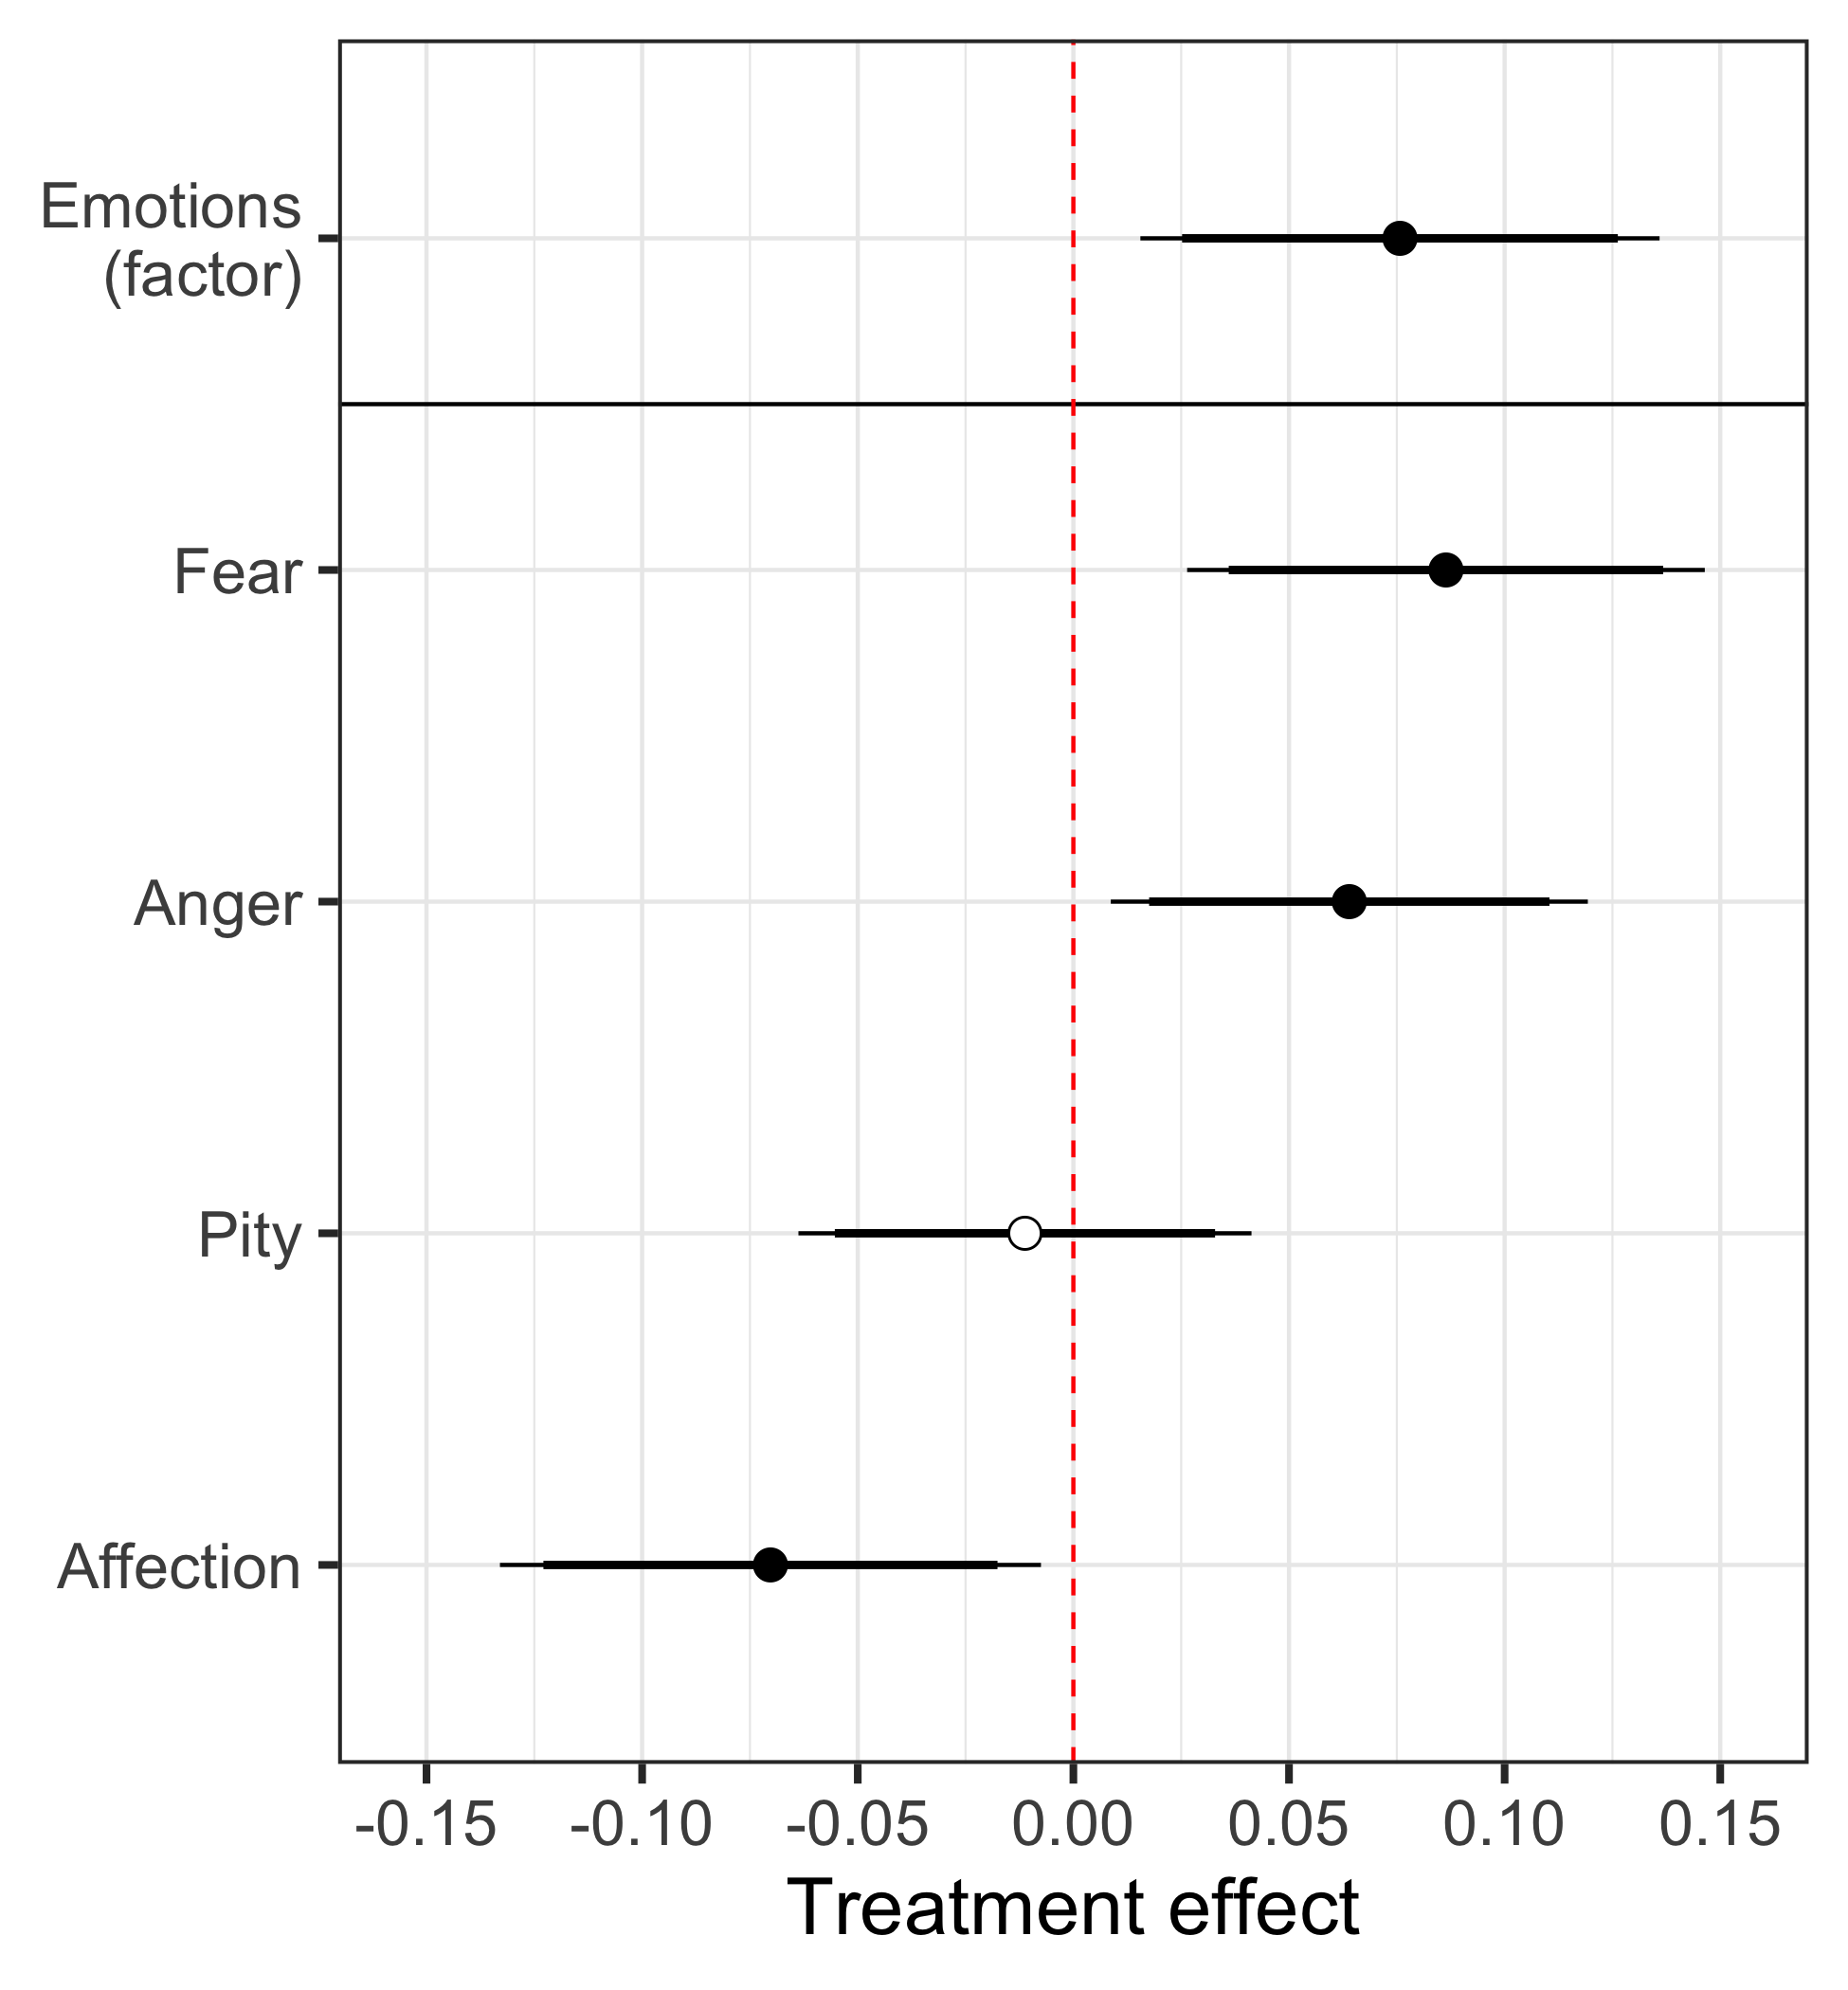 Emotions
(factor)
Fear
Anger
Pity
Affection
-0.15 -0.10 -0.05 0.00 0.05 0.10 0.15
Treatment effect